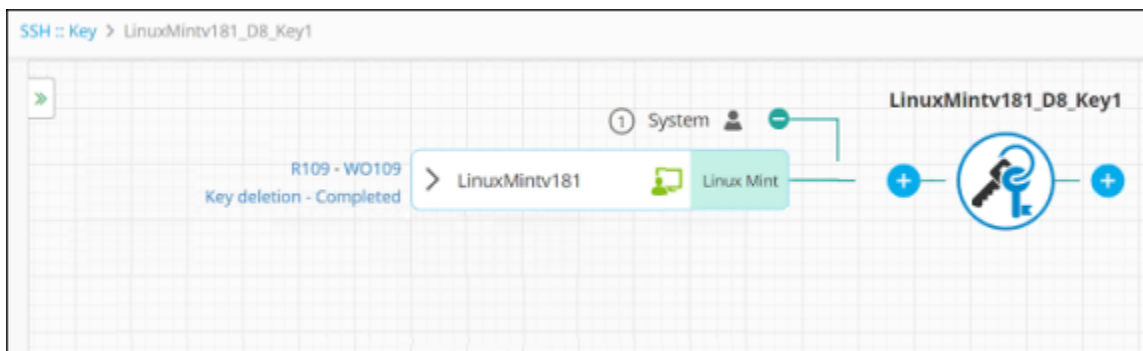 SSH :: Key > LinuxMintv181_D8_Key1
LinuxMintv181_D8_Key1
1 System
R109 - WO109
Key deletion - Completed
LinuxMintv181
Linux Mint